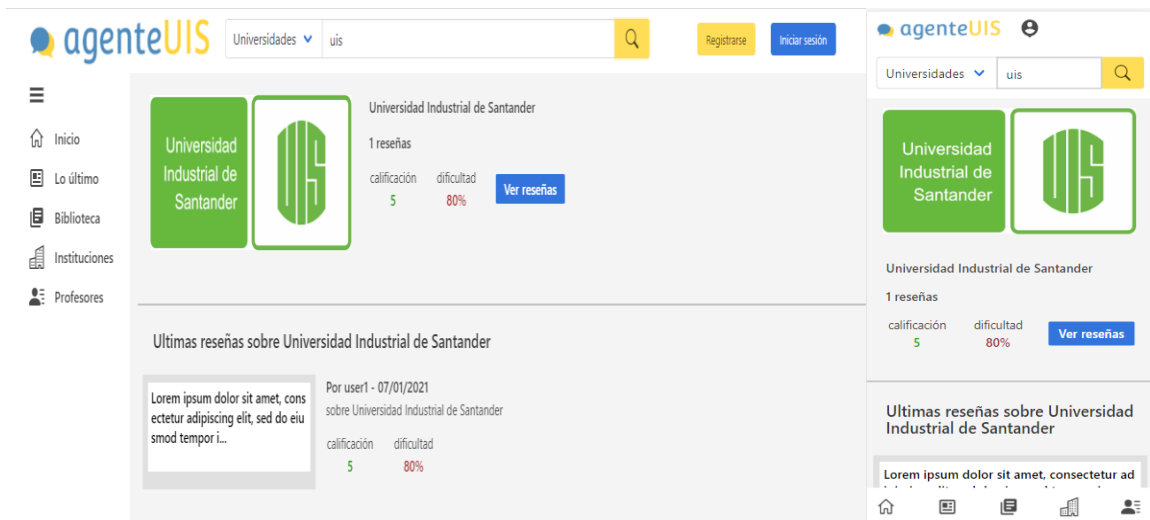 agenteUIS
Universidades
uis
Registrarse
Iniciar sesión
Inicio
Lo último
Biblioteca
Instituciones
Profesores
Universidad
Industrial de
Santander
UIS
Universidad Industrial de Santander
1 reseñas
calificación dificultad
5 80%
Ver reseñas
Ultimas reseñas sobre Universidad Industrial de Santander
Lorem ipsum dolor sit amet, cons
ectetur adipiscing elit, sed do eiu
smod tempor i...
Por user1 - 07/01/2021
sobre Universidad Industrial de Santander
calificación dificultad
5 80%
agenteUIS
Universidades
uis
Universidad
Industrial de
Santander
UIS
Universidad Industrial de Santander
1 reseñas
calificación dificultad
5 80%
Ver reseñas
Ultimas reseñas sobre Universidad
Industrial de Santander
Lorem ipsum dolor sit amet, consectetur ad